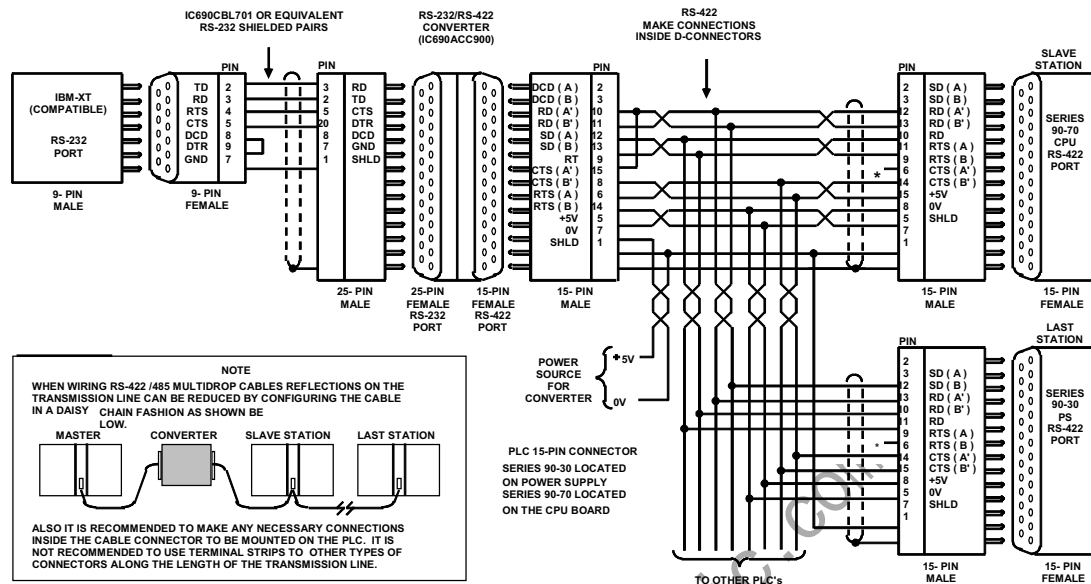 IC690CBL701 OR EQUIVALENT
RS-232 SHIELDED PAIRS
RS-232/RS-422
CONVERTER
(IC690ACC900)
RS-422
MAKE CONNECTIONS
INSIDE D-CONNECTORS
IBM-XT
(COMPATIBLE)
RS-232
PORT
9- PIN
MALE
PIN
TD 2
RD 3
RTS 4
CTS 5
DCD 8
DTR 9
GND 7
9- PIN
FEMALE
PIN
3 RD
2 TD
5 CTS
20 DTR
8 DCD
7 GND
1 SHLD
25- PIN
MALE
25-PIN
FEMALE
RS-232
PORT
15-PIN
FEMALE
RS-422
PORT
PIN
DCD ( A ) 2
DCD ( B ) 3
RD ( A' ) 10
RD ( B' ) 11
SD ( A ) 12
SD ( B ) 13
RT 9
CTS ( A' ) 15
CTS ( B' ) 8
RTS ( A ) 6
RTS ( B ) 14
+5V 8
0V 5
7
SHLD 1
15- PIN
MALE
SLAVE
STATION
PIN
2 SD ( A )
3 SD ( B )
12 RD ( A' )
13 RD ( B' )
10 RD
11 RTS ( A )
9 RTS ( B )
* 6 CTS ( A' )
14 CTS ( B' )
15 +5V
8 0V
5 SHLD
7
1
15- PIN
MALE
SERIES
90-70
CPU
RS-422
PORT
15- PIN
FEMALE
POWER
SOURCE
FOR
CONVERTER
+ 5V
0V
PLC 15-PIN CONNECTOR
SERIES 90-30 LOCATED
ON POWER SUPPLY
SERIES 90-70 LOCATED
ON THE CPU BOARD
TO OTHER PLC's
LAST
STATION
PIN
2
3 SD ( A )
12 SD ( B )
13 RD ( A' )
10 RD ( B' )
11 RD
9 RTS ( A )
* 6 RTS ( B )
14 CTS ( A' )
15 CTS ( B' )
8 +5V
5 0V
7 SHLD
1
15- PIN
MALE
SERIES
90-30
PS
RS-422
PORT
15- PIN
FEMALE
NOTE
WHEN WIRING RS-422 /485 MULTIDROP CABLES REFLECTIONS ON THE
TRANSMISSION LINE CAN BE REDUCED BY CONFIGURING THE CABLE
IN A DAISY CHAIN FASHION AS SHOWN BE
LOW.
MASTER CONVERTER SLAVE STATION LAST STATION
ALSO IT IS RECOMMENDED TO MAKE ANY NECESSARY CONNECTIONS
INSIDE THE CABLE CONNECTOR TO BE MOUNTED ON THE PLC. IT IS
NOT RECOMMENDED TO USE TERMINAL STRIPS TO OTHER TYPES OF
CONNECTORS ALONG THE LENGTH OF THE TRANSMISSION LINE.